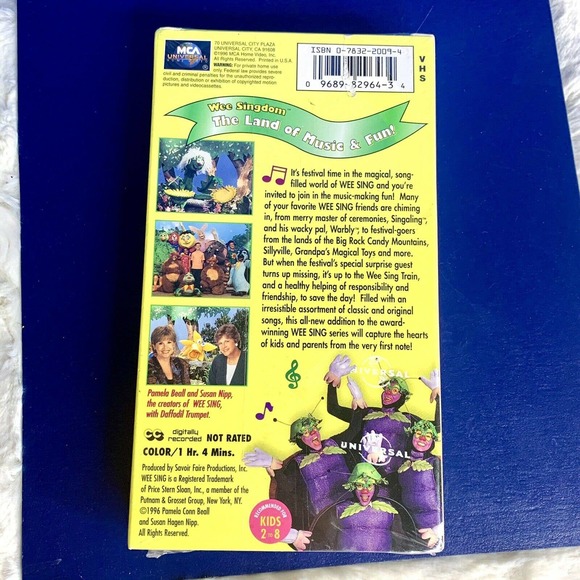 MCA
UNIVERSAL
70 UNIVERSAL CITY PLAZA
UNIVERSAL CITY, CA 91608
©1996 MCA Home Video, Inc.
All Rights Reserved. Printed in U.S.A.
WARNING: For private home use
only. Federal law provides severe
civil and criminal penalties for the unauthorized repro-
duction, distribution or exhibition of copyrighted motion
pictures and videocassettes.
ISBN 0-7832-2009-4
0 9689-82964-3 4
VHS
Wee Singdom™
The Land of Music & Fun!
It's festival time in the magical, song-
filled world of WEE SING and you're
invited to join in the music-making fun! Many
of your favorite WEE SING friends are chiming
in, from merry master of ceremonies, Singaling™,
and his wacky pal, Warbly™, to festival-goers
from the lands of the Big Rock Candy Mountains,
Sillyville, Grandpa's Magical Toys and more.
But when the festival's special surprise guest
turns up missing, it's up to the Wee Sing Train,
and a healthy helping of responsibility and
friendship, to save the day! Filled with an
irresistible assortment of classic and original
songs, this all-new addition to the award-
winning WEE SING series will capture the hearts
of kids and parents from the very first note!
Pamela Beall and Susan Nipp,
the creators of WEE SING,
with Daffodil Trumpet.
digitally
recorded NOT RATED
COLOR/1 Hr. 4 Mins.
Produced by Savoir Faire Productions, Inc.
WEE SING is a Registered Trademark
of Price Stern Sloan, Inc., a member of the
Putnam & Grosset Group, New York, NY.
©1996 Pamela Conn Beall
and Susan Hagen Nipp.
All Rights Reserved.
RECOMMENDED FOR
KIDS
2 TO 8
UNIVERSAL
UNIVERSAL